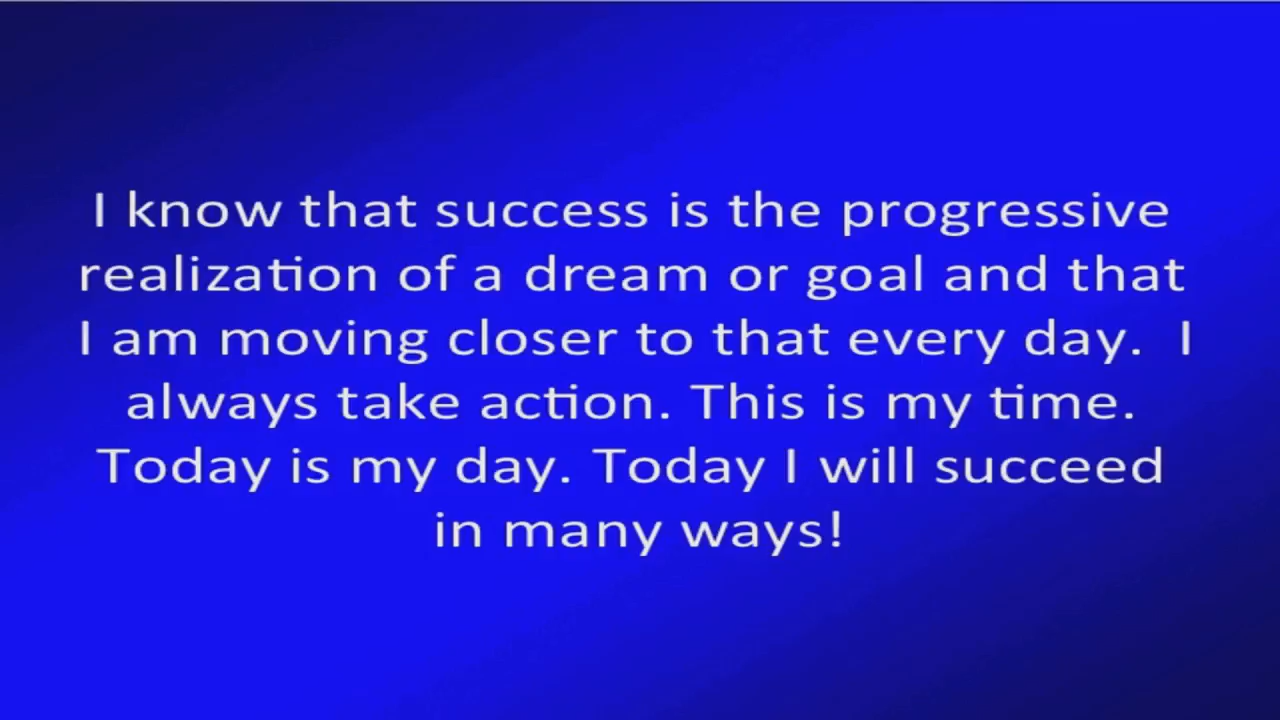 I know that success is the progressive
realization of a dream or goal and that
I am moving closer to that every day.  I
always take action. This is my time.
Today is my day. Today I will succeed
in many ways!